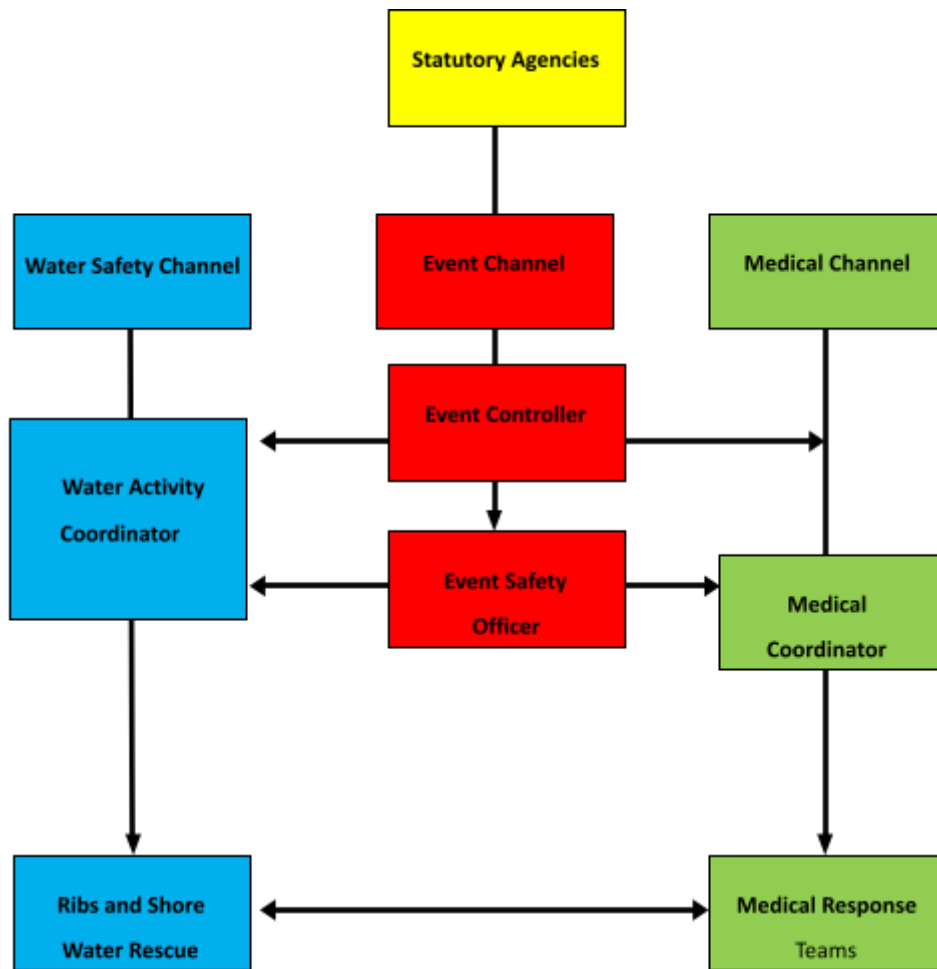 Statutory Agencies
Water Safety Channel
Event Channel
Medical Channel
Event Controller
Water Activity
Coordinator
Event Safety
Officer
Medical
Coordinator
Ribs and Shore
Water Rescue
Medical Response
Teams